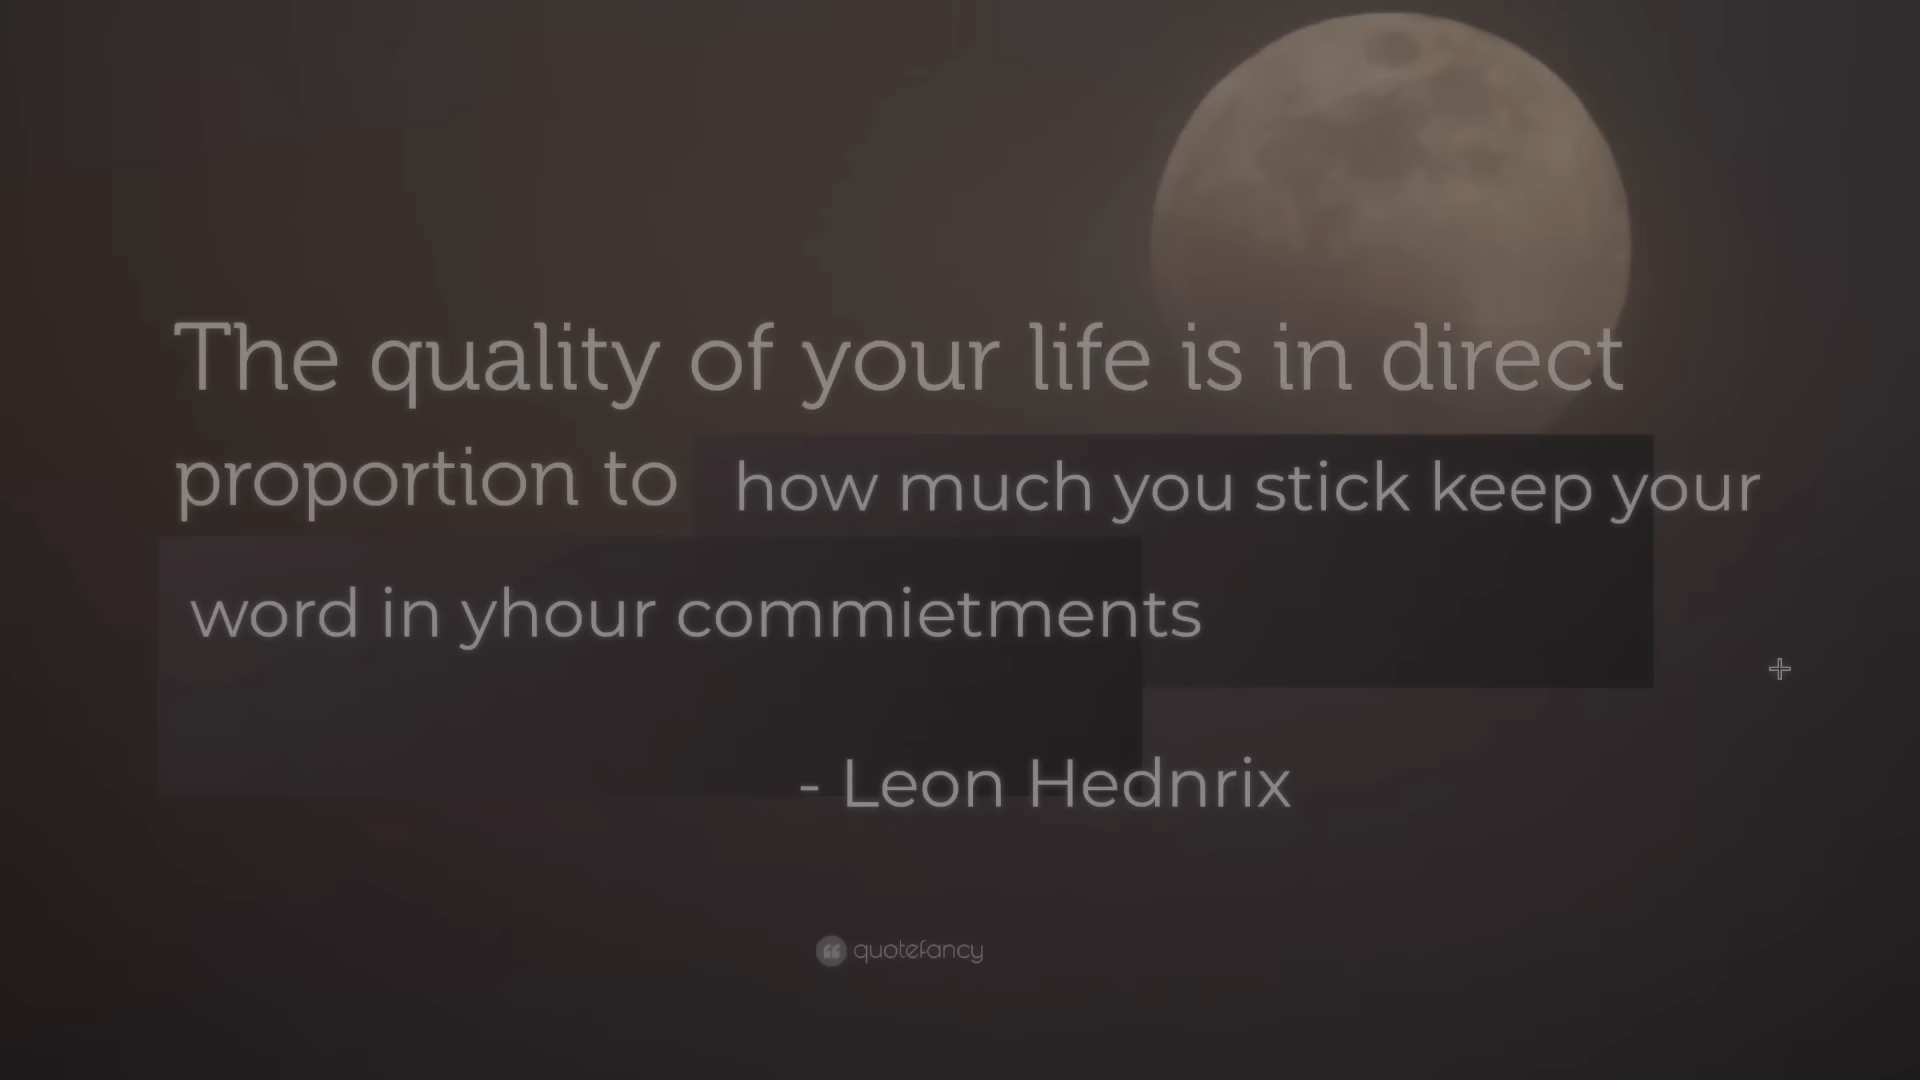 The quality of your life is in direct
proportion to how much you stick keep your
word in yhour commietments
- Leon Hednrix
quotefancy